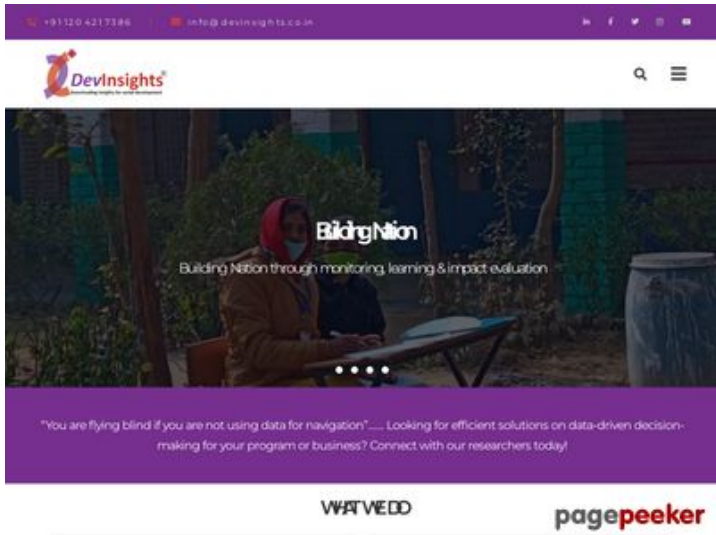 +91 120 4217386
info@devinsights.co.in
DevInsights
Building Nation
Building Nation through monitoring, learning & impact evaluation
"You are flying blind if you are not using data for navigation"...... Looking for efficient solutions on data-driven decision-
making for your program or business? Connect with our researchers today!
WHAT WE DO
pagepeeker